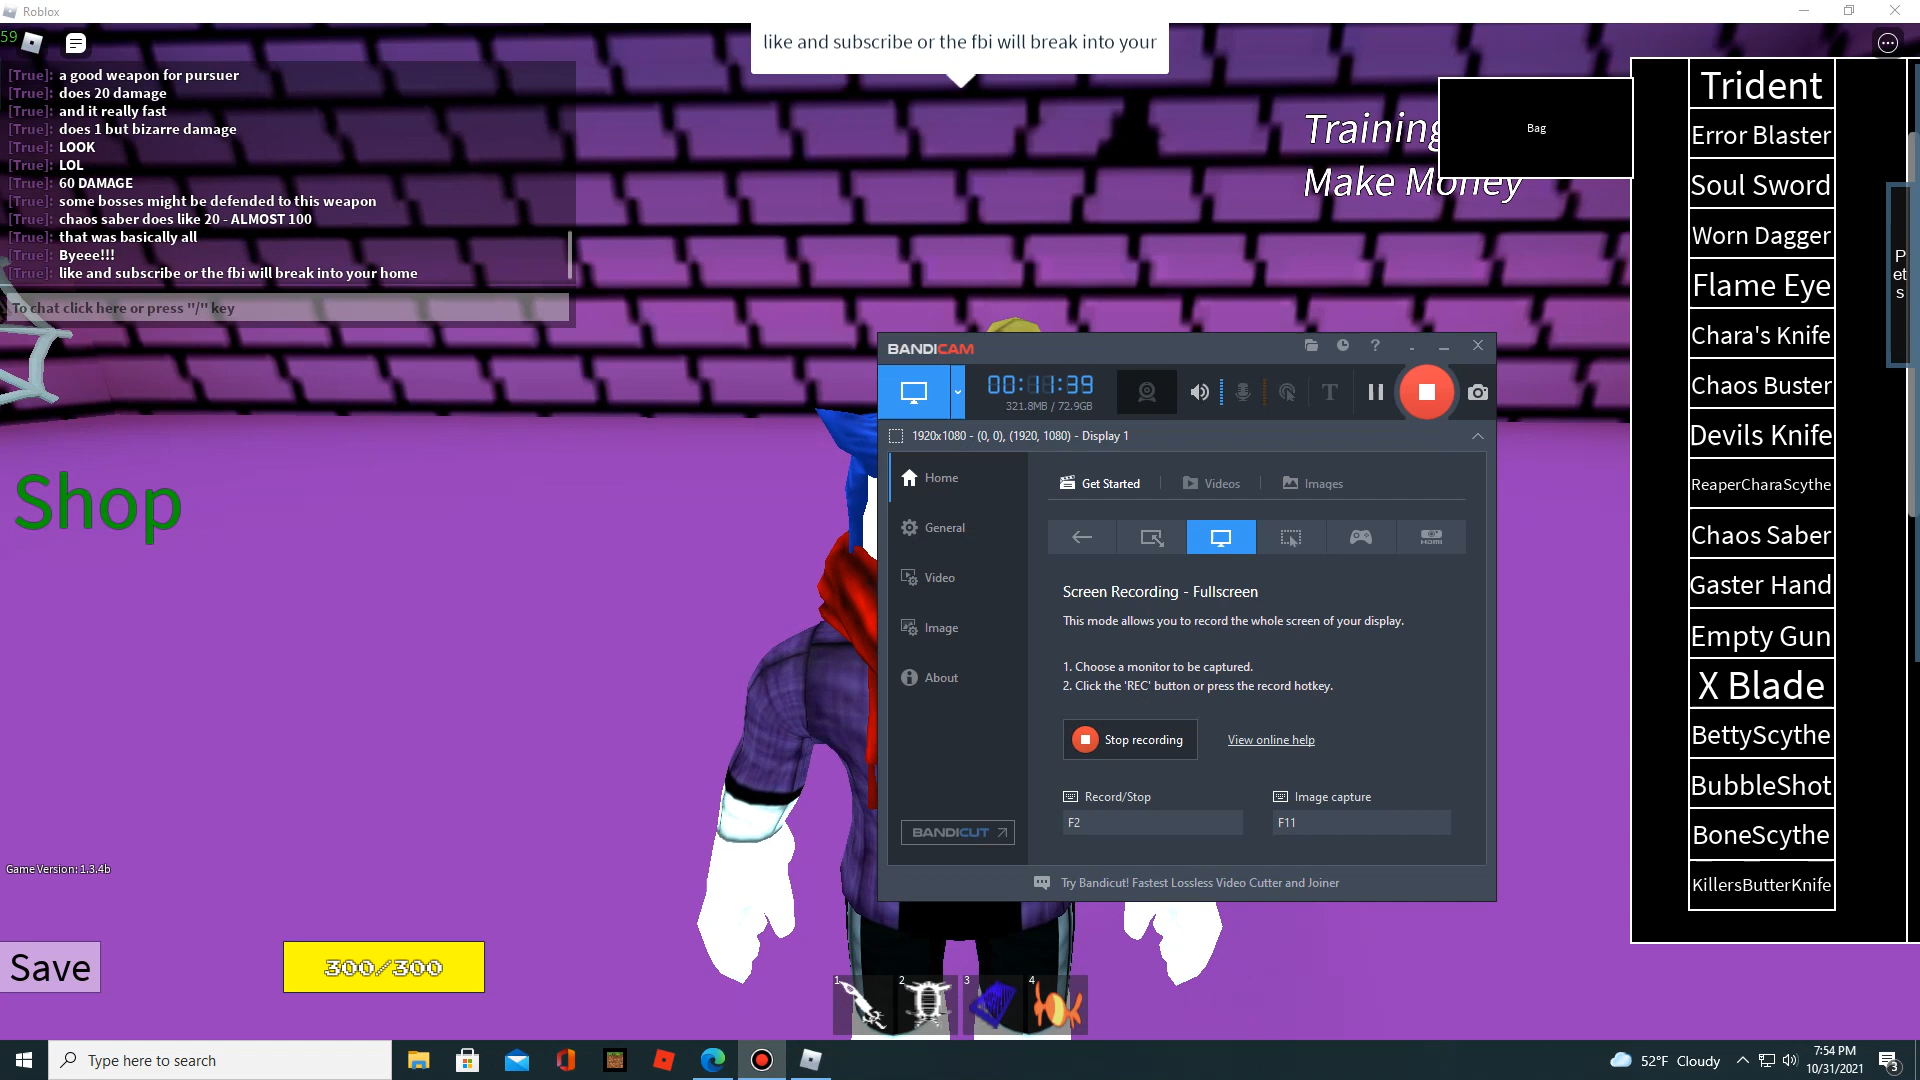 Roblox
59
like and subscribe or the fbi will break into your
[True]: a good weapon for pursuer
[True]: does 20 damage
[True]: and it really fast
[True]: does 1 but bizarre damage
[True]: LOOK
[True]: LOL
[True]: 60 DAMAGE
[True]: some bosses might be defended to this weapon
[True]: chaos saber does like 20 - ALMOST 100
[True]: that was basically all
[True]: Byeee!!!
[True]: like and subscribe or the fbi will break into your home
To chat click here or press "/" key
Training
Make Money
Bag
Trident
Error Blaster
Soul Sword
Worn Dagger
Flame Eye
Chara's Knife
Chaos Buster
Devils Knife
ReaperCharaScythe
Chaos Saber
Gaster Hand
Empty Gun
X Blade
BettyScythe
BubbleShot
BoneScythe
KillersButterKnife
P
et
s
Shop
BANDICAM
00:11:39
321.8MB / 72.9GB
1920x1080 - (0, 0), (1920, 1080) - Display 1
Home
General
Video
Image
About
BANDICUT
Get Started
Videos
Images
HDMI
Screen Recording - Fullscreen
This mode allows you to record the whole screen of your display.
1. Choose a monitor to be captured.
2. Click the 'REC' button or press the record hotkey.
Stop recording
View online help
Record/Stop
Image capture
F2
F11
Try Bandicut! Fastest Lossless Video Cutter and Joiner
Game Version: 1.3.4b
Save
300/300
1
2
3
4
Type here to search
52°F Cloudy
7:54 PM
10/31/2021
3